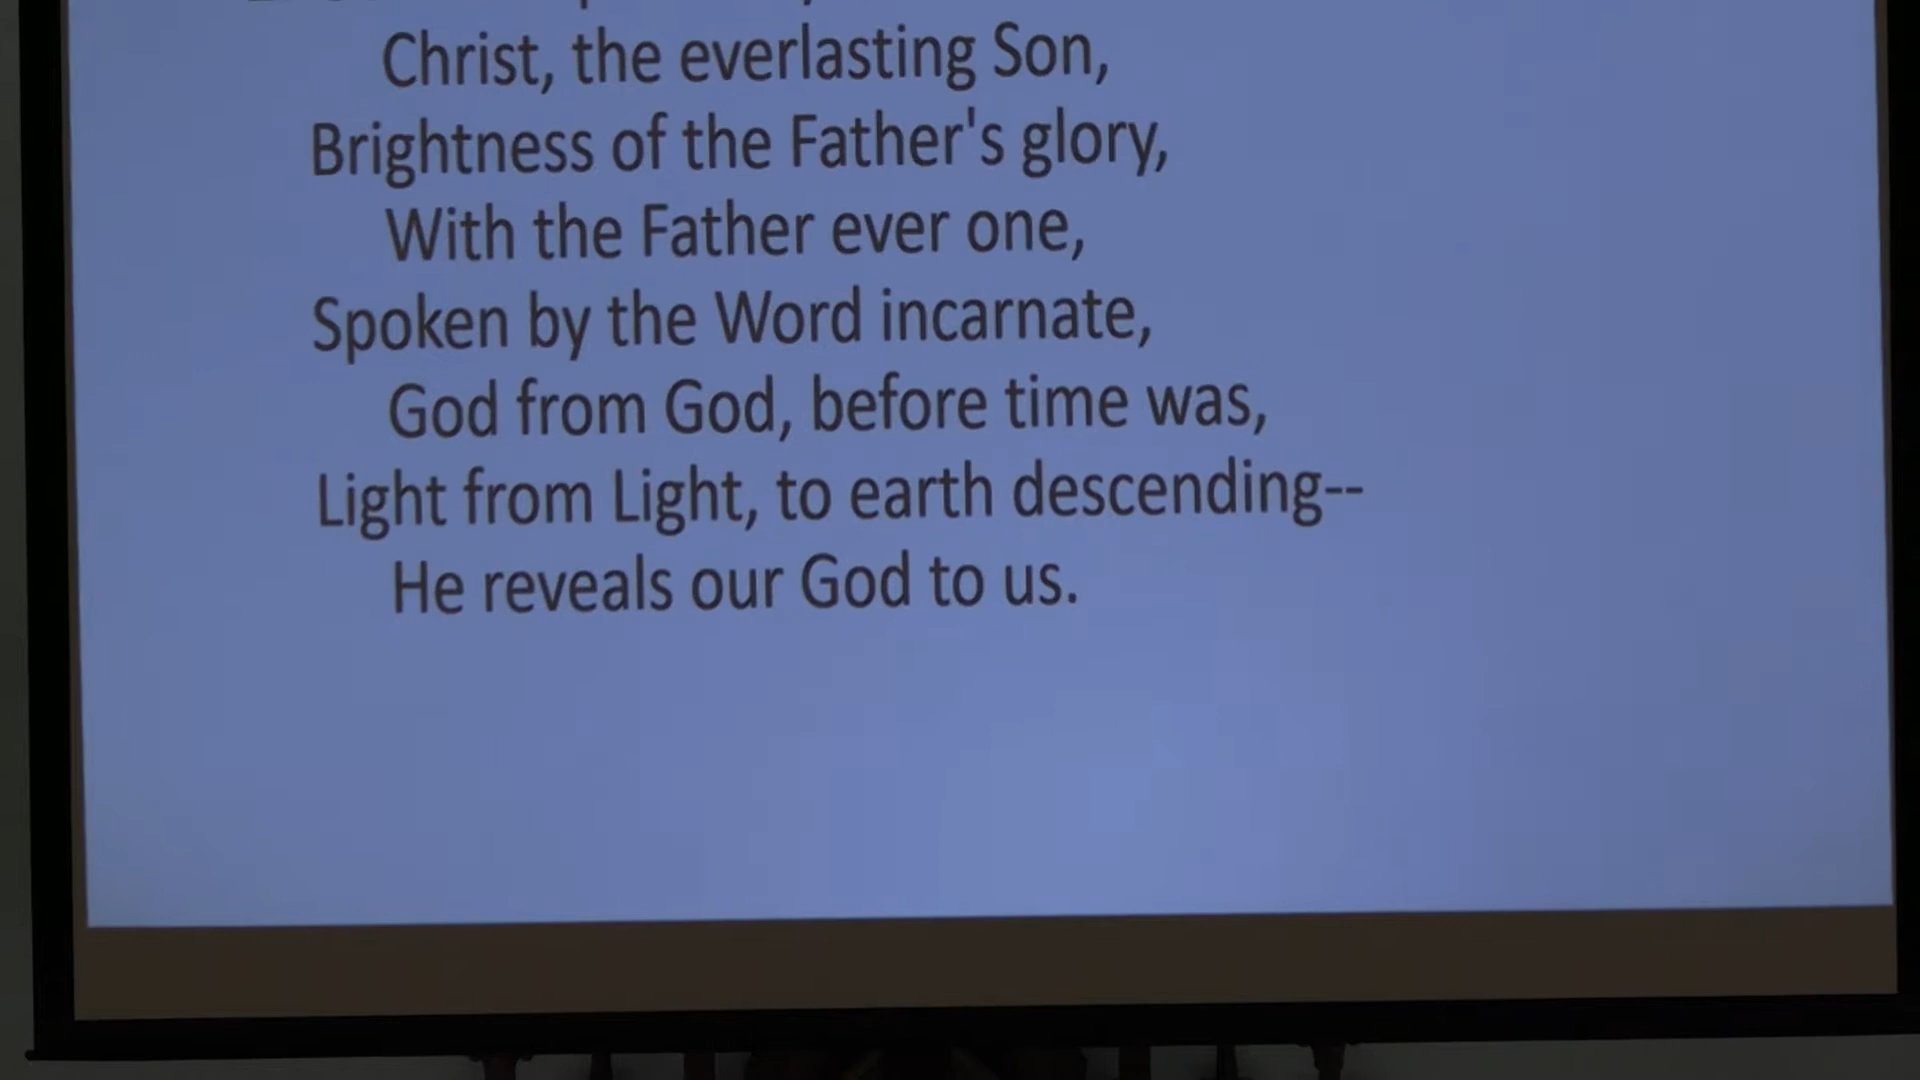 Christ, the everlasting Son,
Brightness of the Father's glory,
With the Father ever one,
Spoken by the Word incarnate,
God from God, before time was,
Light from Light, to earth descending--
He reveals our God to us.